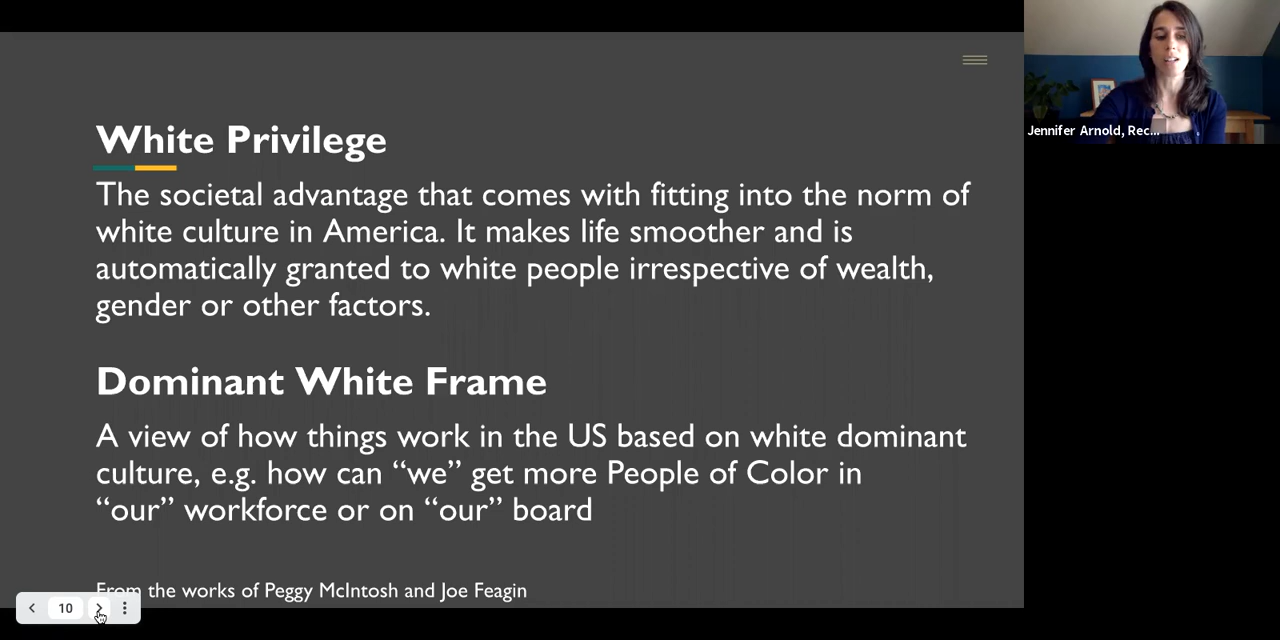 White Privilege
The societal advantage that comes with fitting into the norm of
white culture in America. It makes life smoother and is
automatically granted to white people irrespective of wealth,
gender or other factors.
Dominant White Frame
A view of how things work in the US based on white dominant
culture, e.g. how can “we” get more People of Color in
“our” workforce or on “our” board
From the works of Peggy McIntosh and Joe Feagin
10
Jennifer Arnold, Rec...